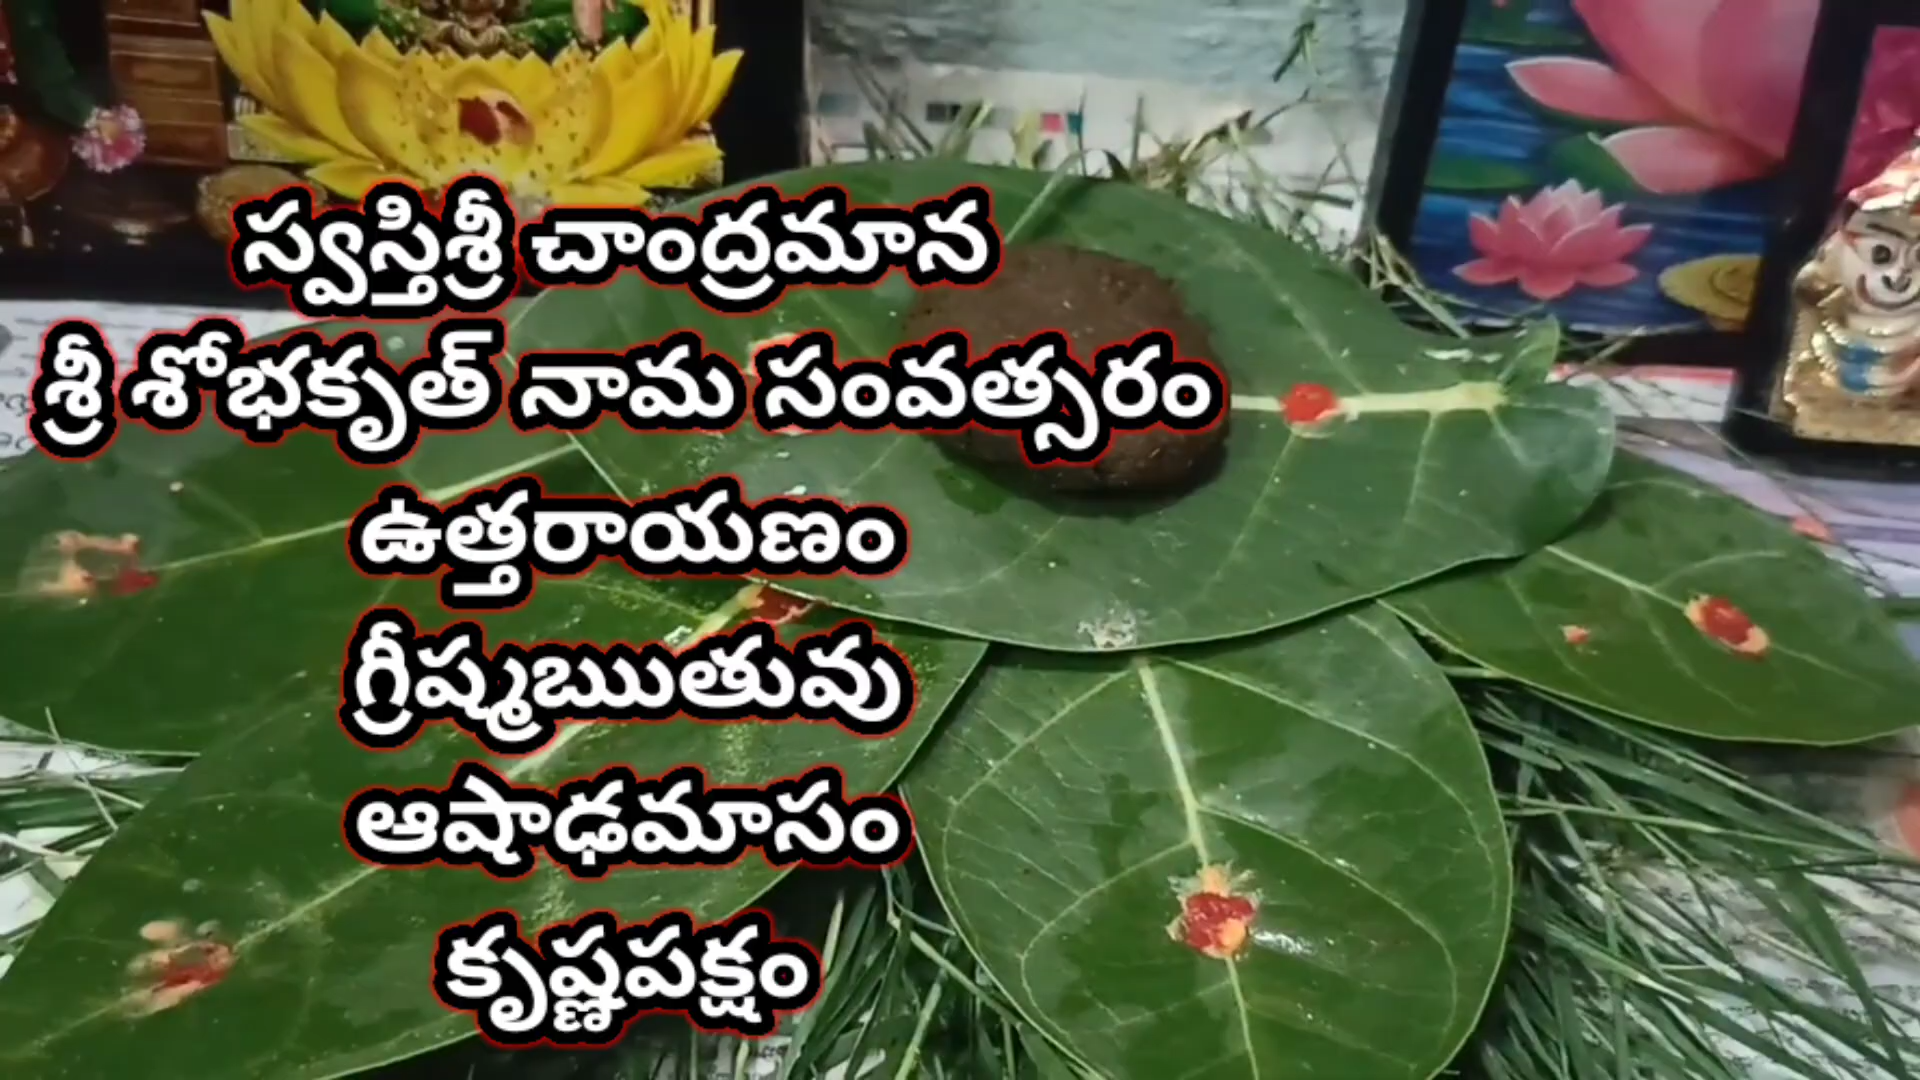 స్వస్తిశ్రీ చాంద్రమాన
శ్రీ శోభకృత్ నామ సంవత్సరం
ఉత్తరాయణం
గ్రీష్మఋతువు
ఆషాఢమాసం
కృష్ణపక్షం